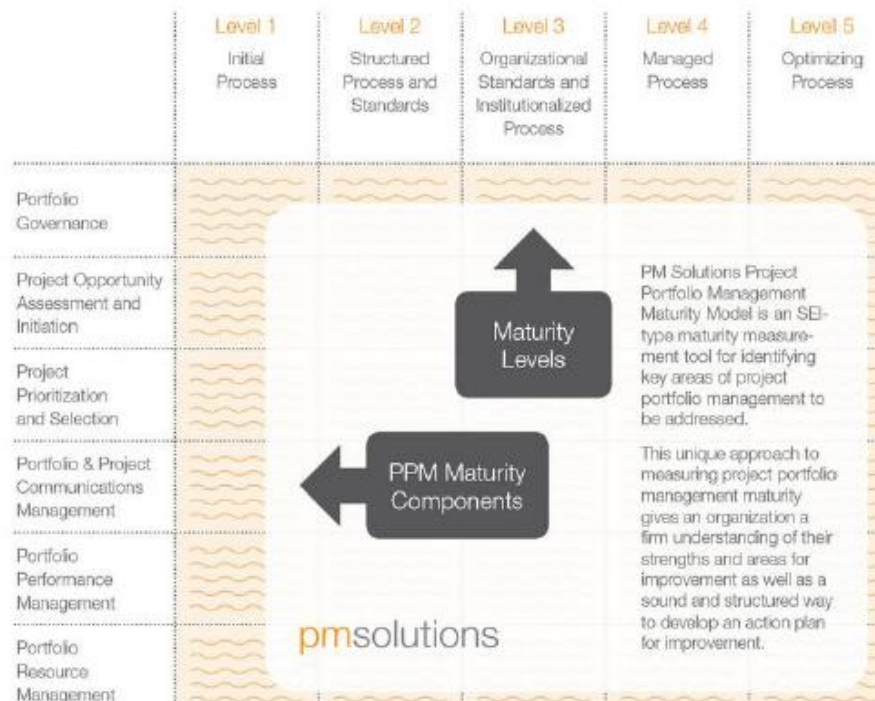 Level 1
Level 2
Level 3
Level 4
Level 5
Initial
Process
Structured
Process and
Standards
Organizational
Standards and
Institutionalized
Process
Managed
Process
Optimizing
Process
Portfolio
Governance
Project Opportunity
Assessment and
Initiation
Project
Prioritization
and Selection
Portfolio & Project
Communications
Management
Portfolio
Performance
Management
Portfolio
Resource
Management
Maturity
Levels
PPM Maturity
Components
PM Solutions Project
Portfolio Management
Maturity Model is an SEI-
type maturity measure-
ment tool for identifying
key areas of project
portfolio management to
be addressed.
This unique approach to
measuring project portfolio
management maturity
gives an organization a
firm understanding of their
strengths and areas for
improvement as well as a
sound and structured way
to develop an action plan
for improvement.
pmsolutions